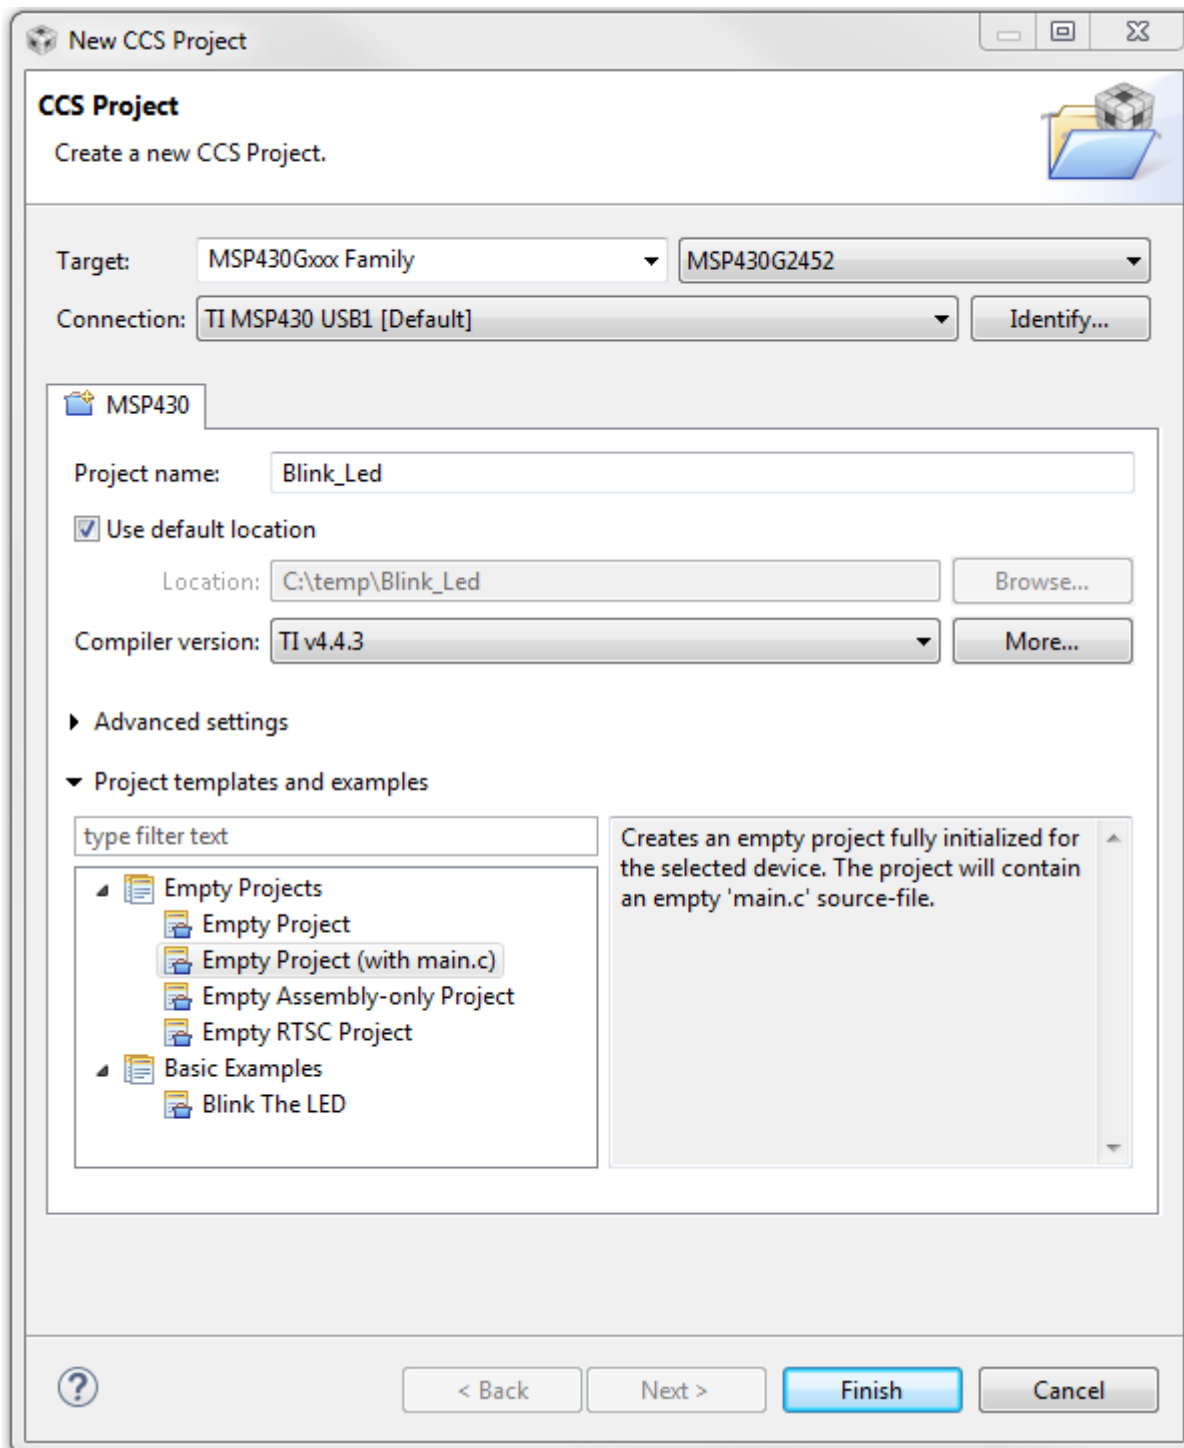 New CCS Project
CCS Project
Create a new CCS Project.
Target: MSP430Gxxx Family MSP430G2452
Connection: TI MSP430 USB1 [Default] Identify...
MSP430
Project name: Blink_Led
Use default location
Location: C:\temp\Blink_Led Browse...
Compiler version: TI v4.4.3 More...
Advanced settings
Project templates and examples
type filter text
Empty Projects
Empty Project
Empty Project (with main.c)
Empty Assembly-only Project
Empty RTSC Project
Basic Examples
Blink The LED
Creates an empty project fully initialized for
the selected device. The project will contain
an empty 'main.c' source-file.
? < Back Next > Finish Cancel